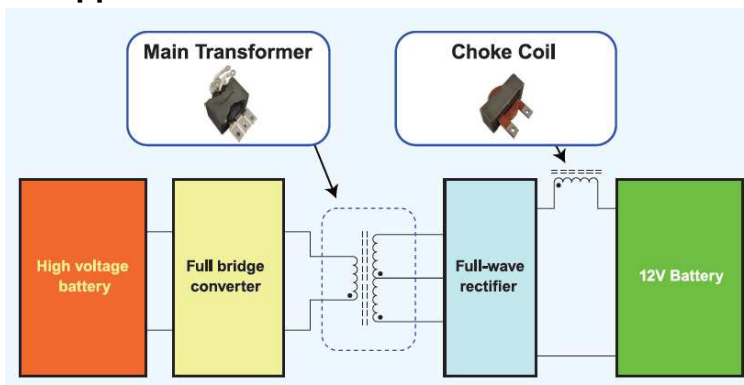 Main Transformer
Choke Coil
High voltage
battery
Full bridge
converter
Full-wave
rectifier
12V Battery